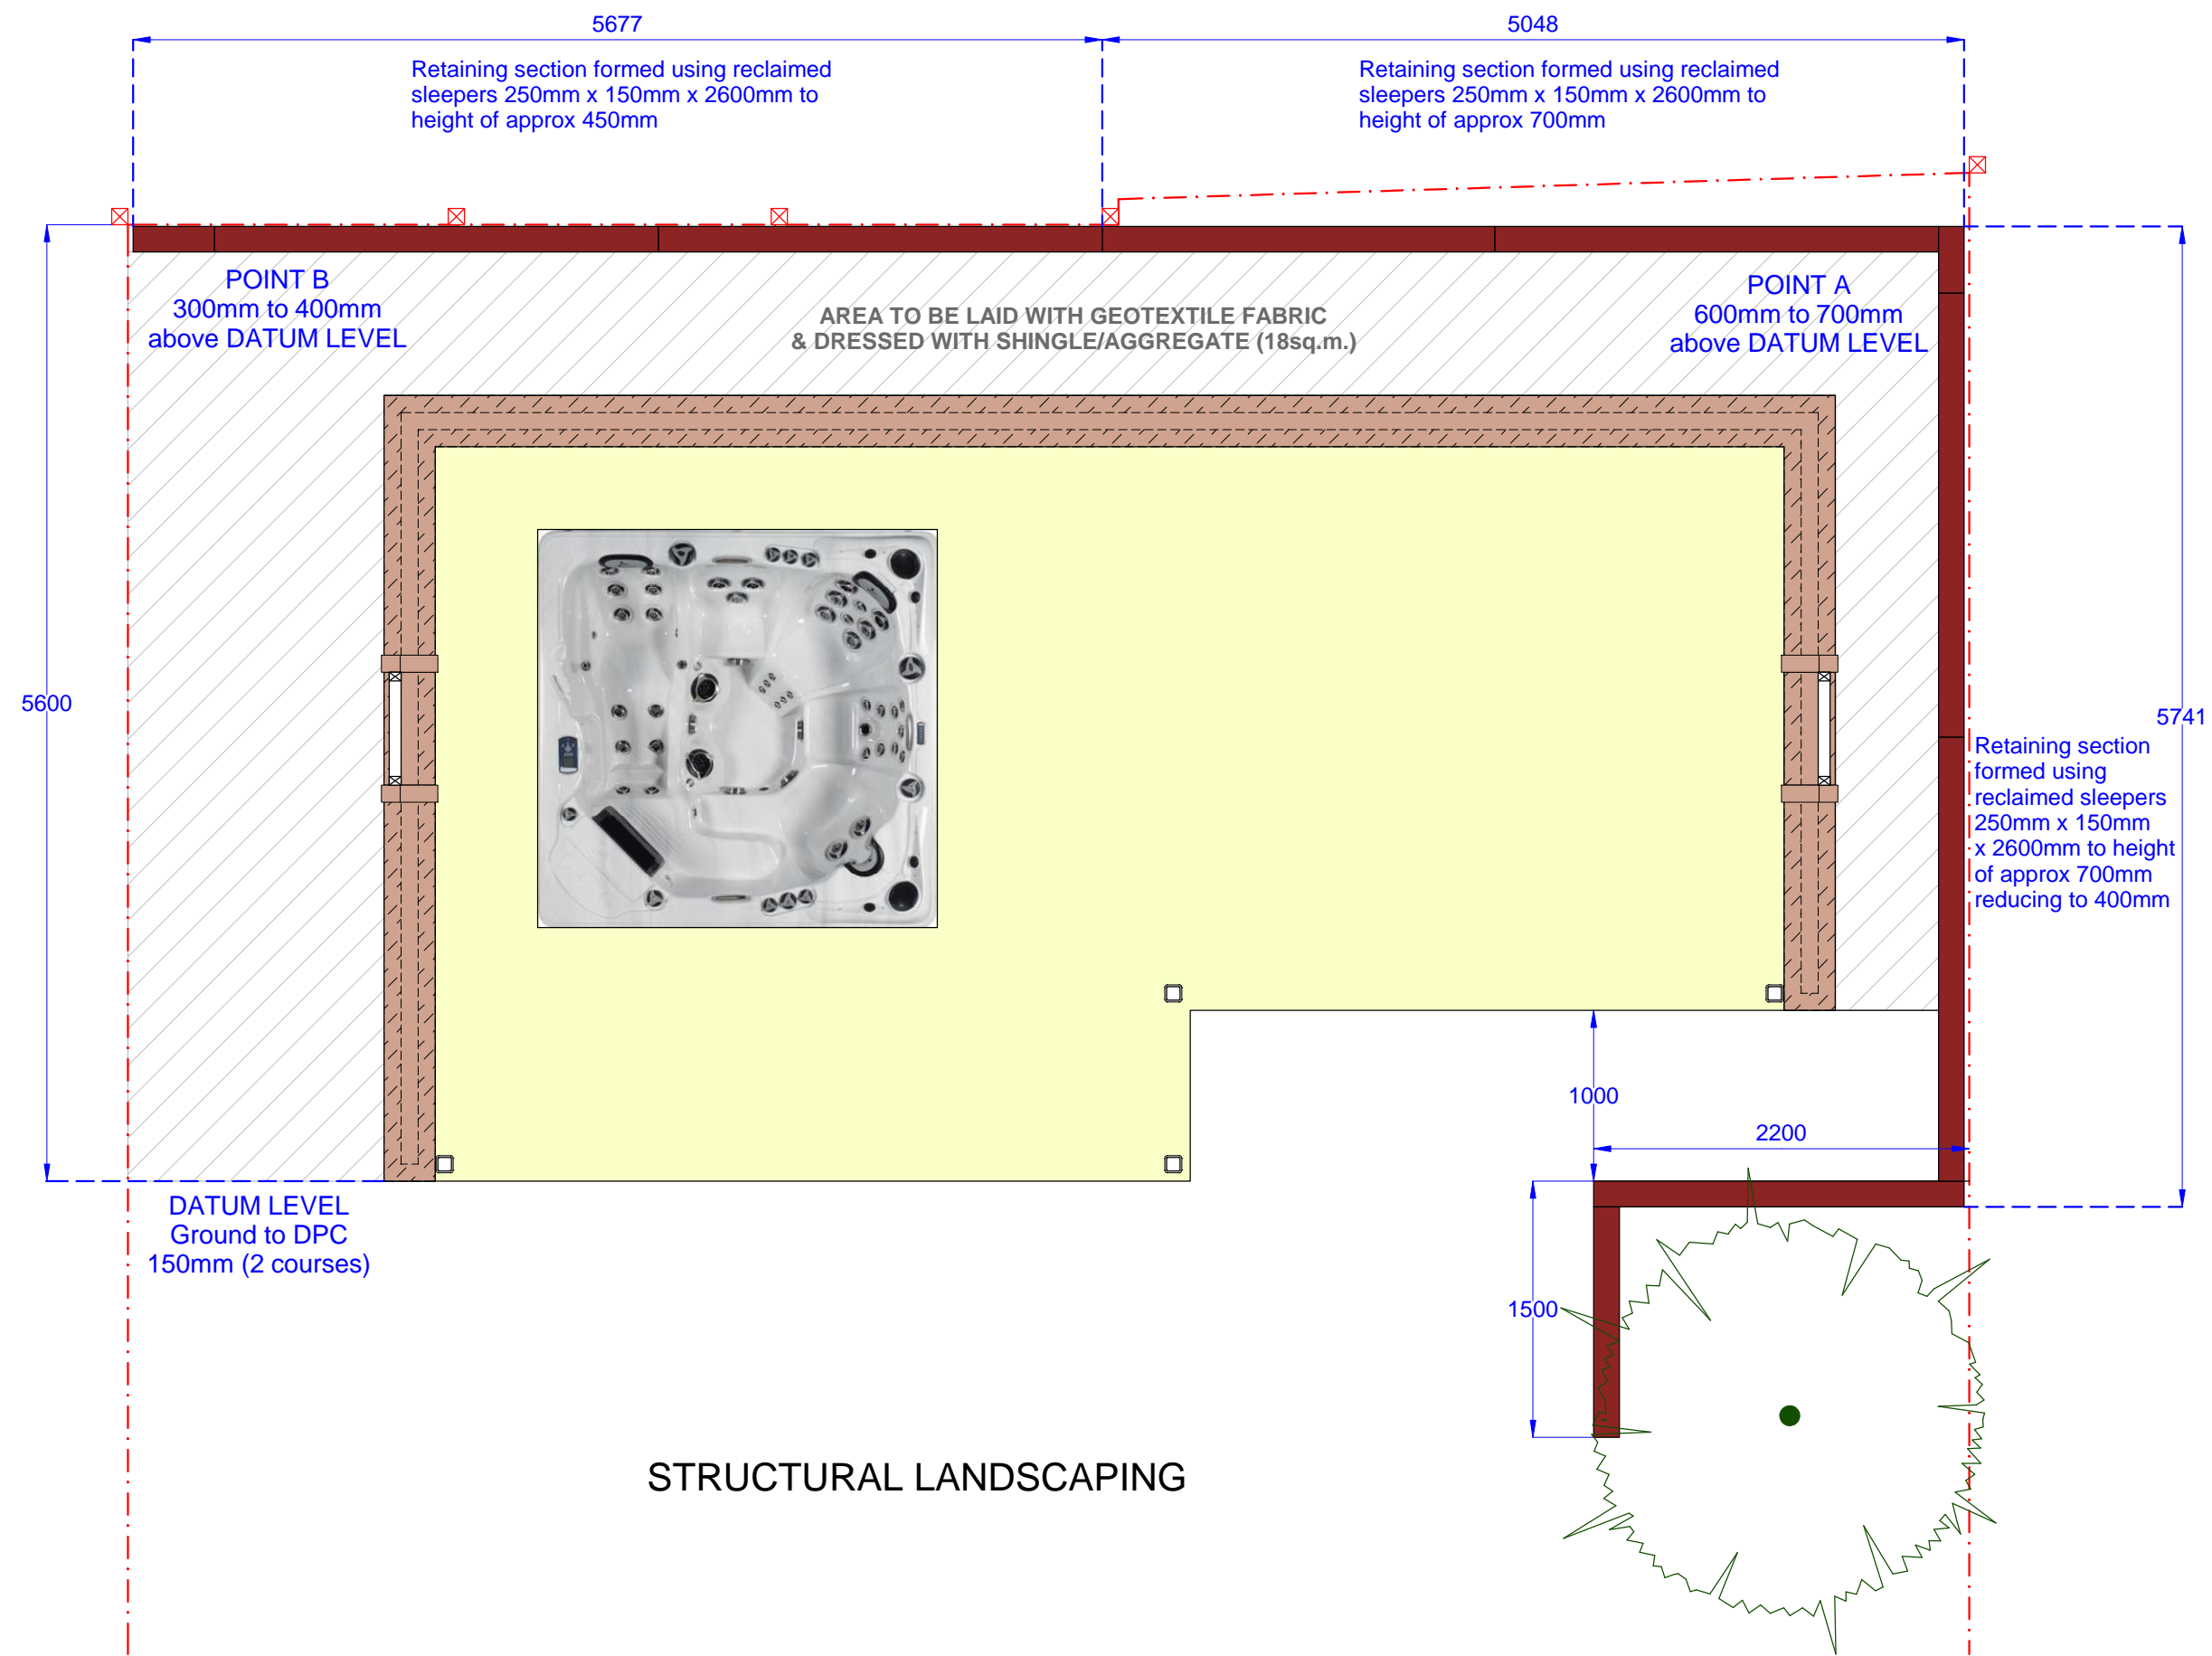 5677
5048
Retaining section formed using reclaimed
sleepers 250mm x 150mm x 2600mm to
height of approx 450mm
Retaining section formed using reclaimed
sleepers 250mm x 150mm x 2600mm to
height of approx 700mm
POINT B
300mm to 400mm
above DATUM LEVEL
AREA TO BE LAID WITH GEOTEXTILE FABRIC
& DRESSED WITH SHINGLE/AGGREGATE (18sq.m.)
POINT A
600mm to 700mm
above DATUM LEVEL
5600
5741
Retaining section
formed using
reclaimed sleepers
250mm x 150mm
x 2600mm to height
of approx 700mm
reducing to 400mm
1000
2200
DATUM LEVEL
Ground to DPC
150mm (2 courses)
1500
STRUCTURAL LANDSCAPING